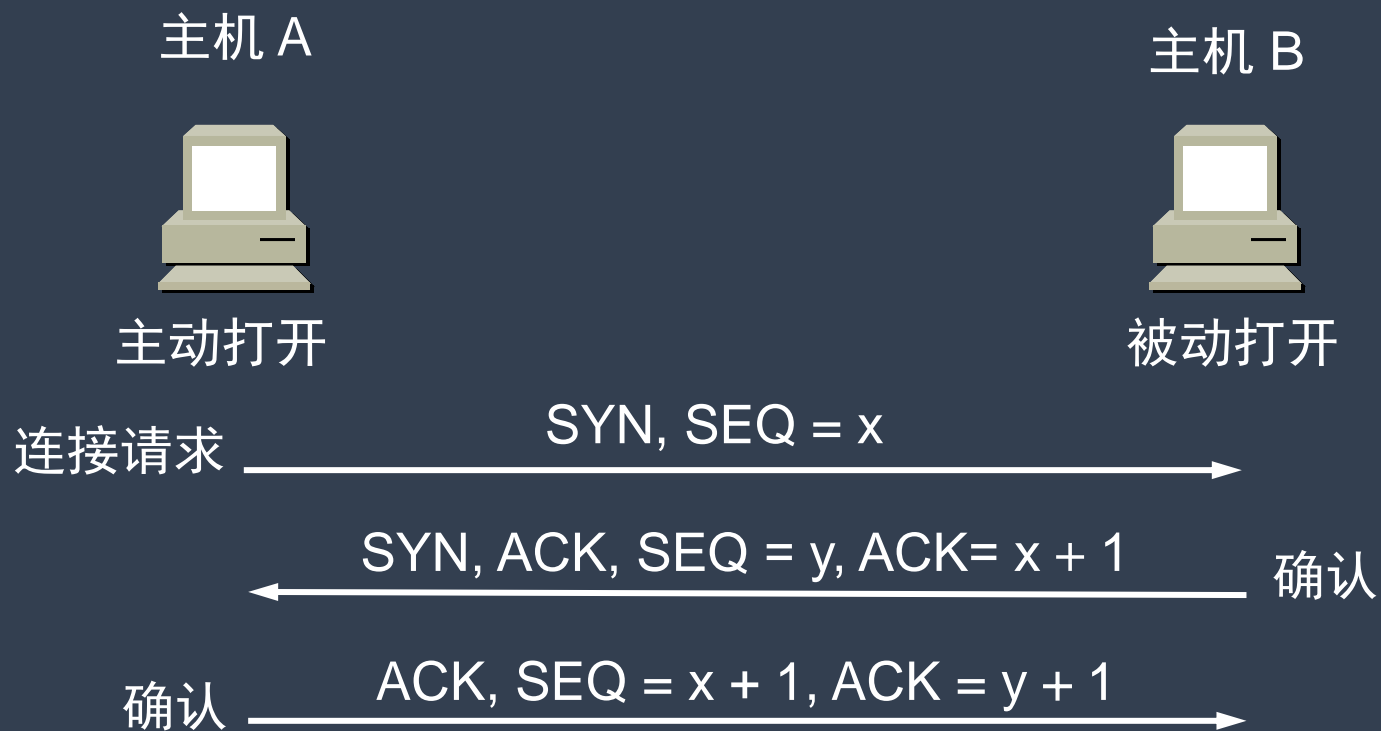 主机 A
主机 B
主动打开
被动打开
连接请求
SYN, SEQ = x
SYN, ACK, SEQ = y, ACK= x + 1
确认
ACK, SEQ = x + 1, ACK = y + 1
确认